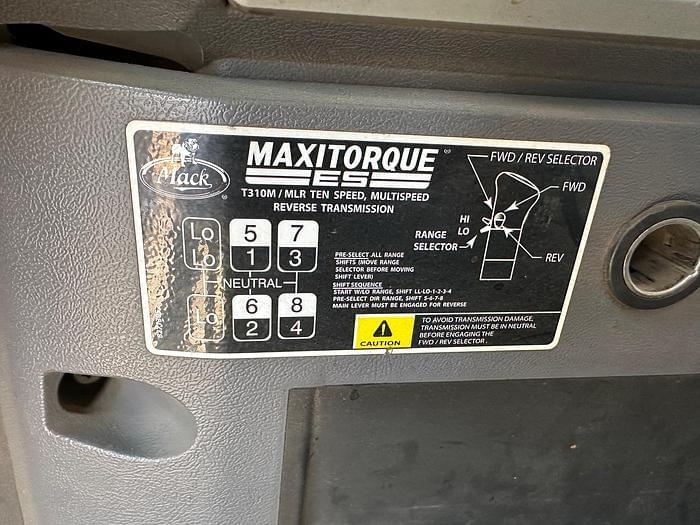 Mack
MAXITORQUE
ES
T310M / MLR TEN SPEED, MULTISPEED
REVERSE TRANSMISSION
Lo 5 7
Lo 1 3
NEUTRAL
6 8
Lo 2 4
PRE-SELECT ALL RANGE
SHIFTS (MOVE RANGE
SELECTOR BEFORE MOVING
SHIFT LEVER)
SHIFT SEQUENCE
START W/LO RANGE, SHIFT LL-LO-1-2-3-4
PRE-SELECT DIR RANGE, SHIFT 5-6-7-8
MAIN LEVER MUST BE ENGAGED FOR REVERSE
FWD / REV SELECTOR
FWD
HI
LO
RANGE
SELECTOR
REV
CAUTION
TO AVOID TRANSMISSION DAMAGE,
TRANSMISSION MUST BE IN NEUTRAL
BEFORE ENGAGING THE
FWD / REV SELECTOR.